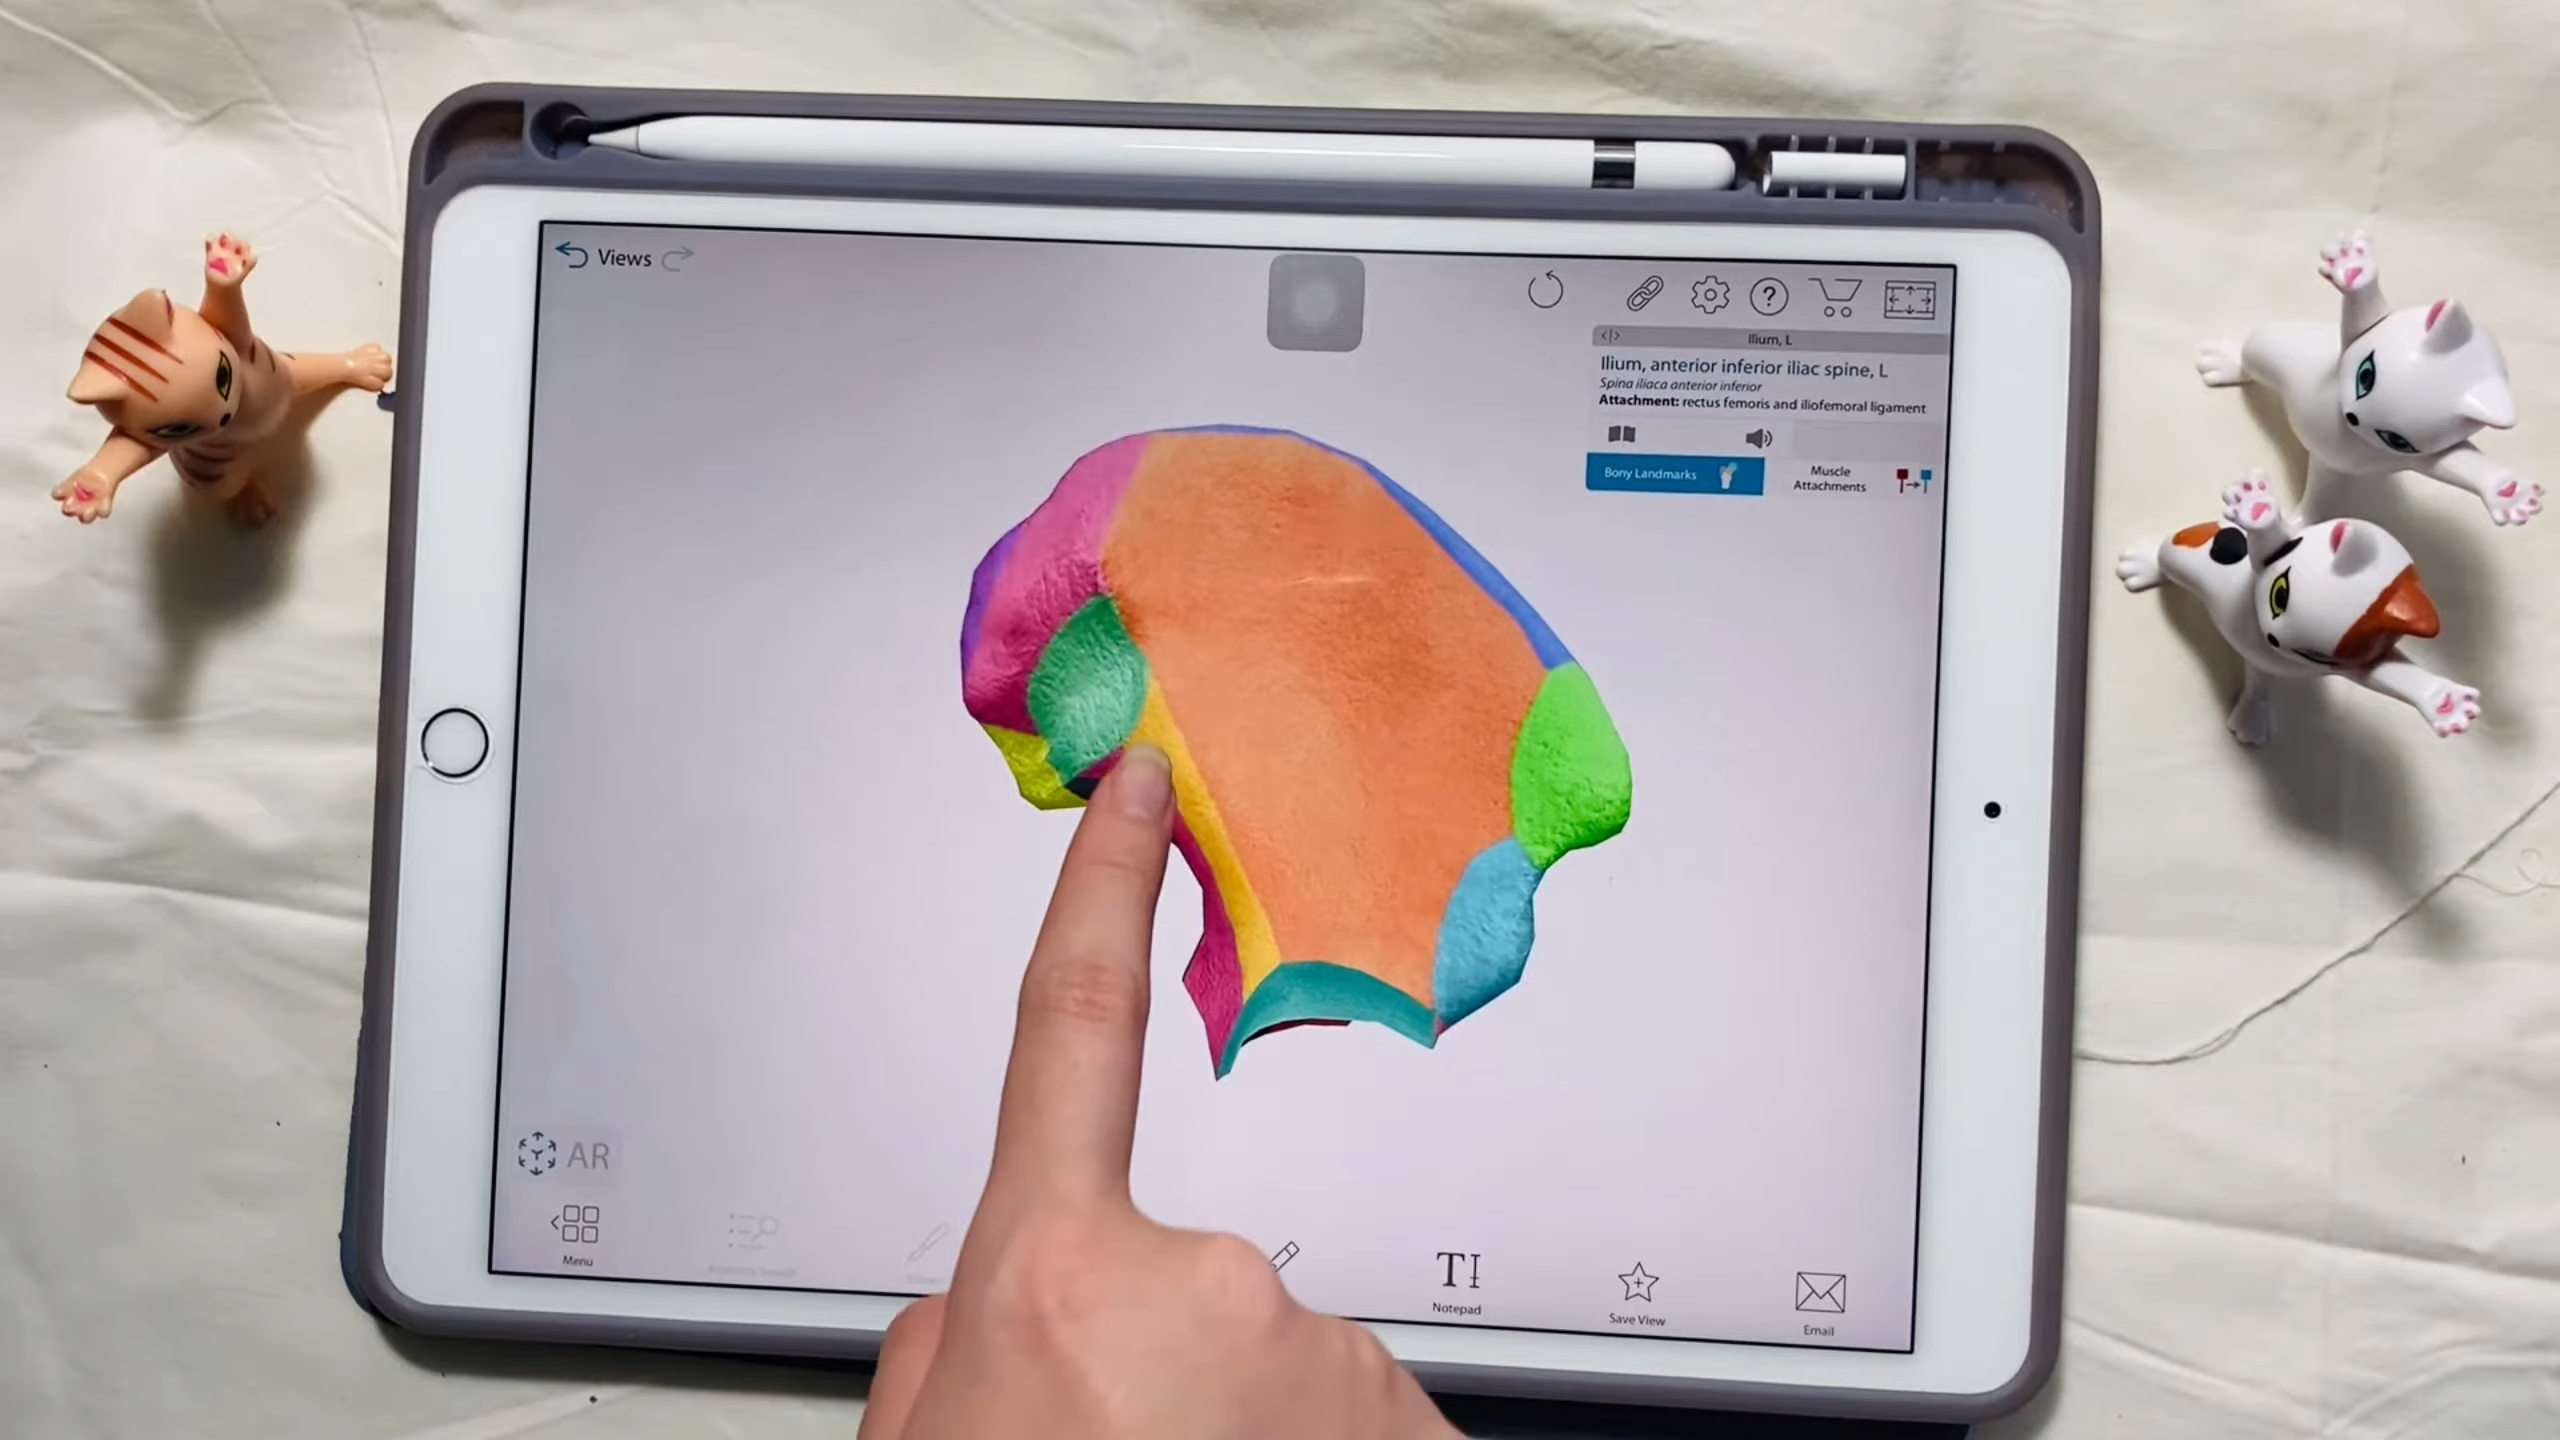 Views
Ilium, L
Ilium, anterior inferior iliac spine, L
Spina iliaca anterior inferior
Attachment: rectus femoris and iliofemoral ligament
Bony Landmarks
Muscle
Attachments
AR
Menu
Notepad
Save View
Email